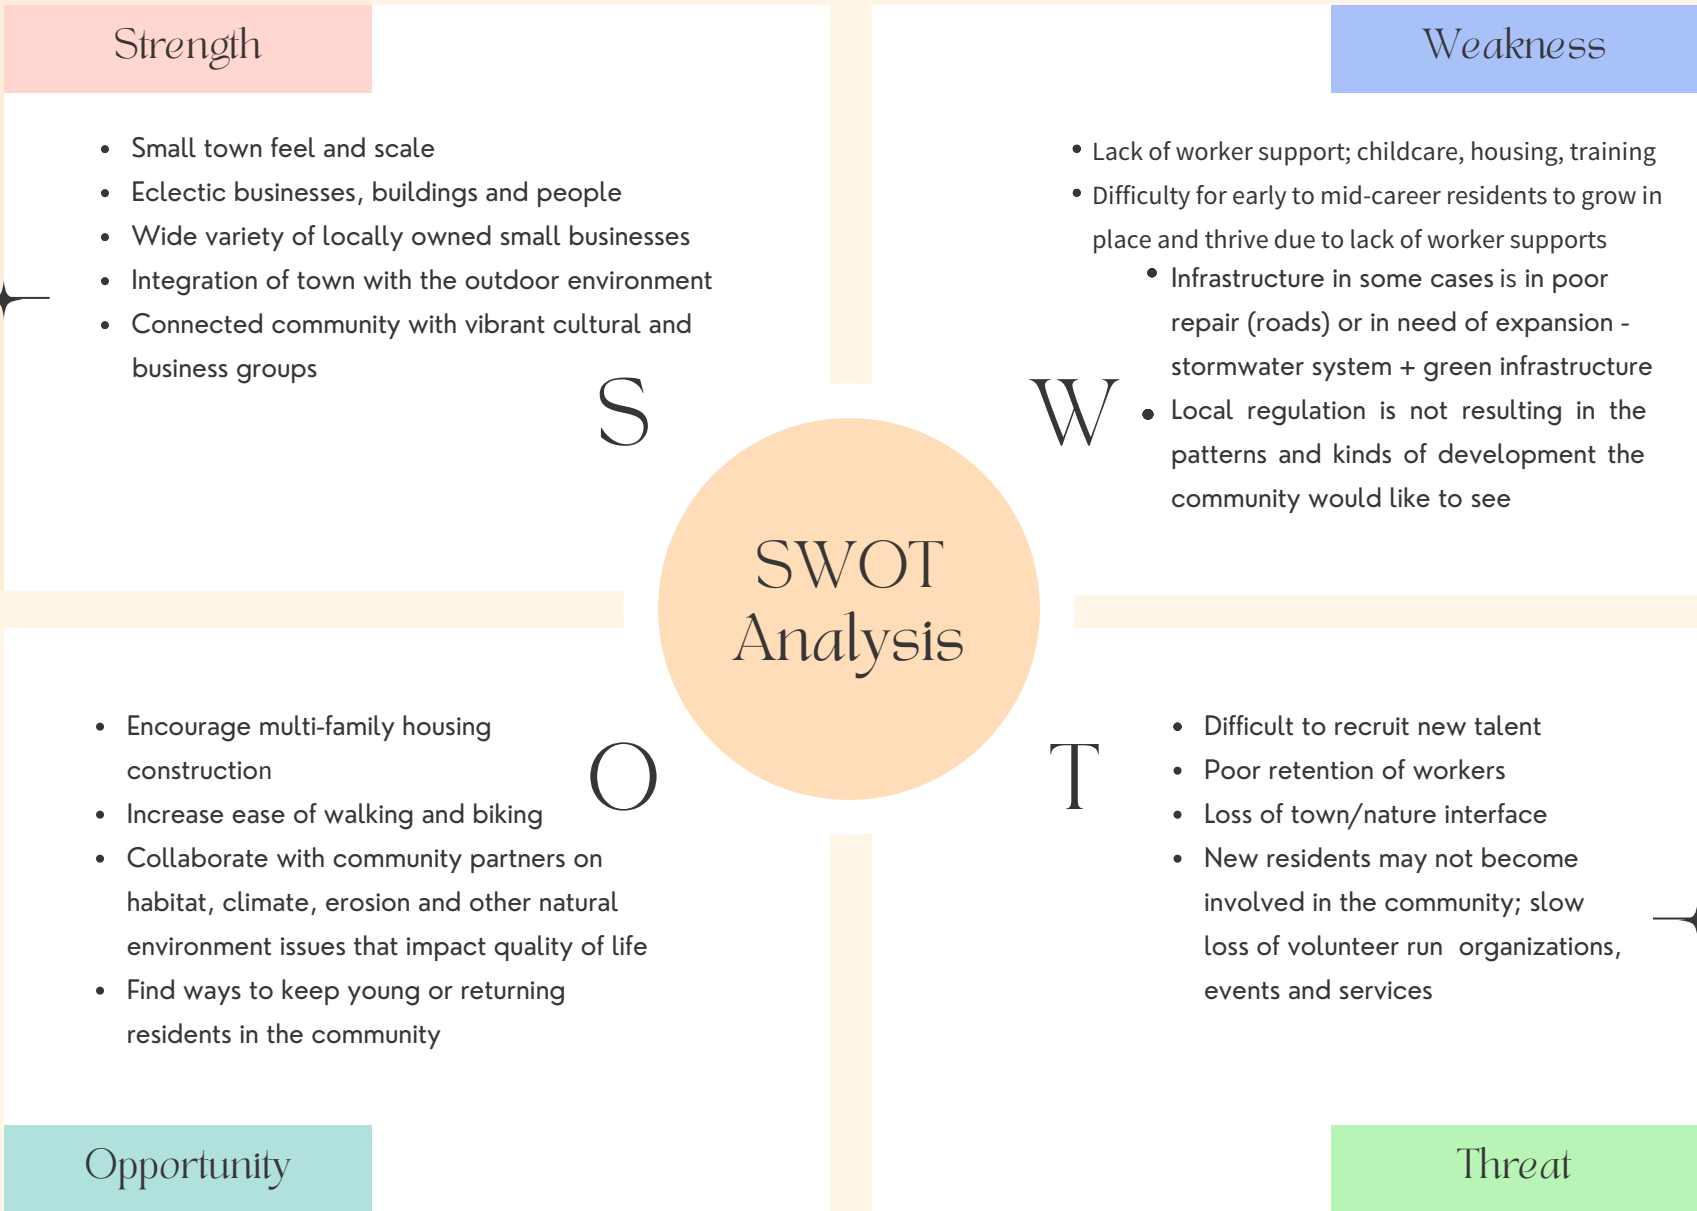 Strength
• Small town feel and scale
• Eclectic businesses, buildings and people
• Wide variety of locally owned small businesses
• Integration of town with the outdoor environment
• Connected community with vibrant cultural and
business groups
S
Weakness
• Lack of worker support; childcare, housing, training
• Difficulty for early to mid-career residents to grow in
place and thrive due to lack of worker supports
• Infrastructure in some cases is in poor
repair (roads) or in need of expansion -
stormwater system + green infrastructure
• Local regulation is not resulting in the
patterns and kinds of development the
community would like to see
W
SWOT
Analysis
• Encourage multi-family housing
construction
• Increase ease of walking and biking
• Collaborate with community partners on
habitat, climate, erosion and other natural
environment issues that impact quality of life
• Find ways to keep young or returning
residents in the community
O
Opportunity
T
• Difficult to recruit new talent
• Poor retention of workers
• Loss of town/nature interface
• New residents may not become
involved in the community; slow
loss of volunteer run organizations,
events and services
Threat